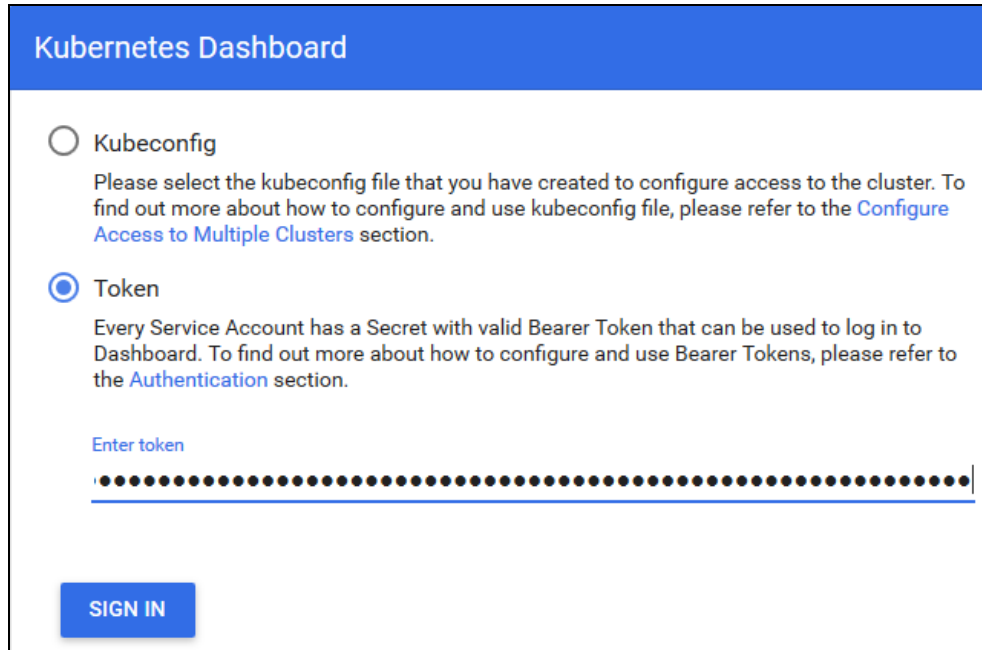 Kubernetes Dashboard
Kubeconfig
Please select the kubeconfig file that you have created to configure access to the cluster. To
find out more about how to configure and use kubeconfig file, please refer to the Configure
Access to Multiple Clusters section.
Token
Every Service Account has a Secret with valid Bearer Token that can be used to log in to
Dashboard. To find out more about how to configure and use Bearer Tokens, please refer to
the Authentication section.
Enter token
SIGN IN